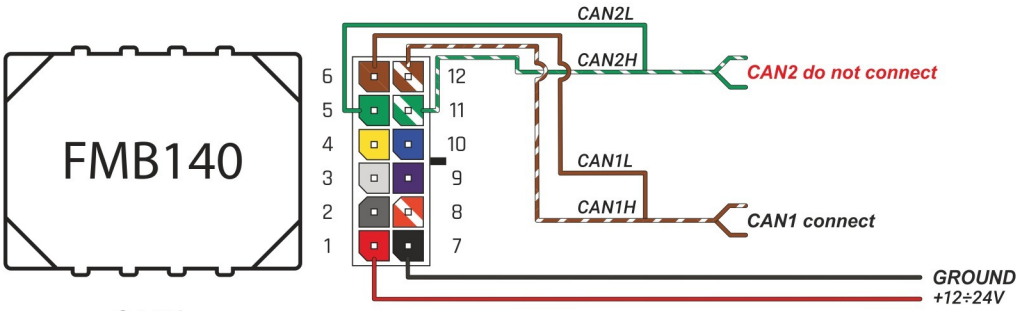 CAN2L
CAN2H
CAN2 do not connect
FMB140
6 12
5 11
4 10
3 9
2 8
1 7
CAN1L
CAN1H
CAN1 connect
GROUND
+12÷24V